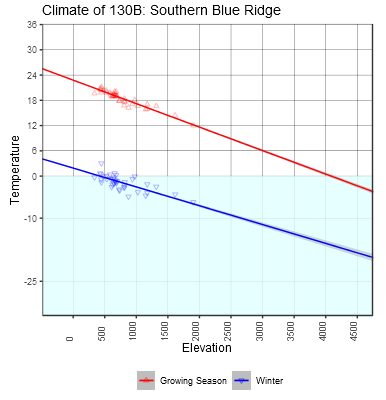 Climate of 130B: Southern Blue Ridge
36
30
24
18
12
6
0
-10
-25
Temperature
0 500 1000 1500 2000 2500 3000 3500 4000 4500
Elevation
Growing Season Winter